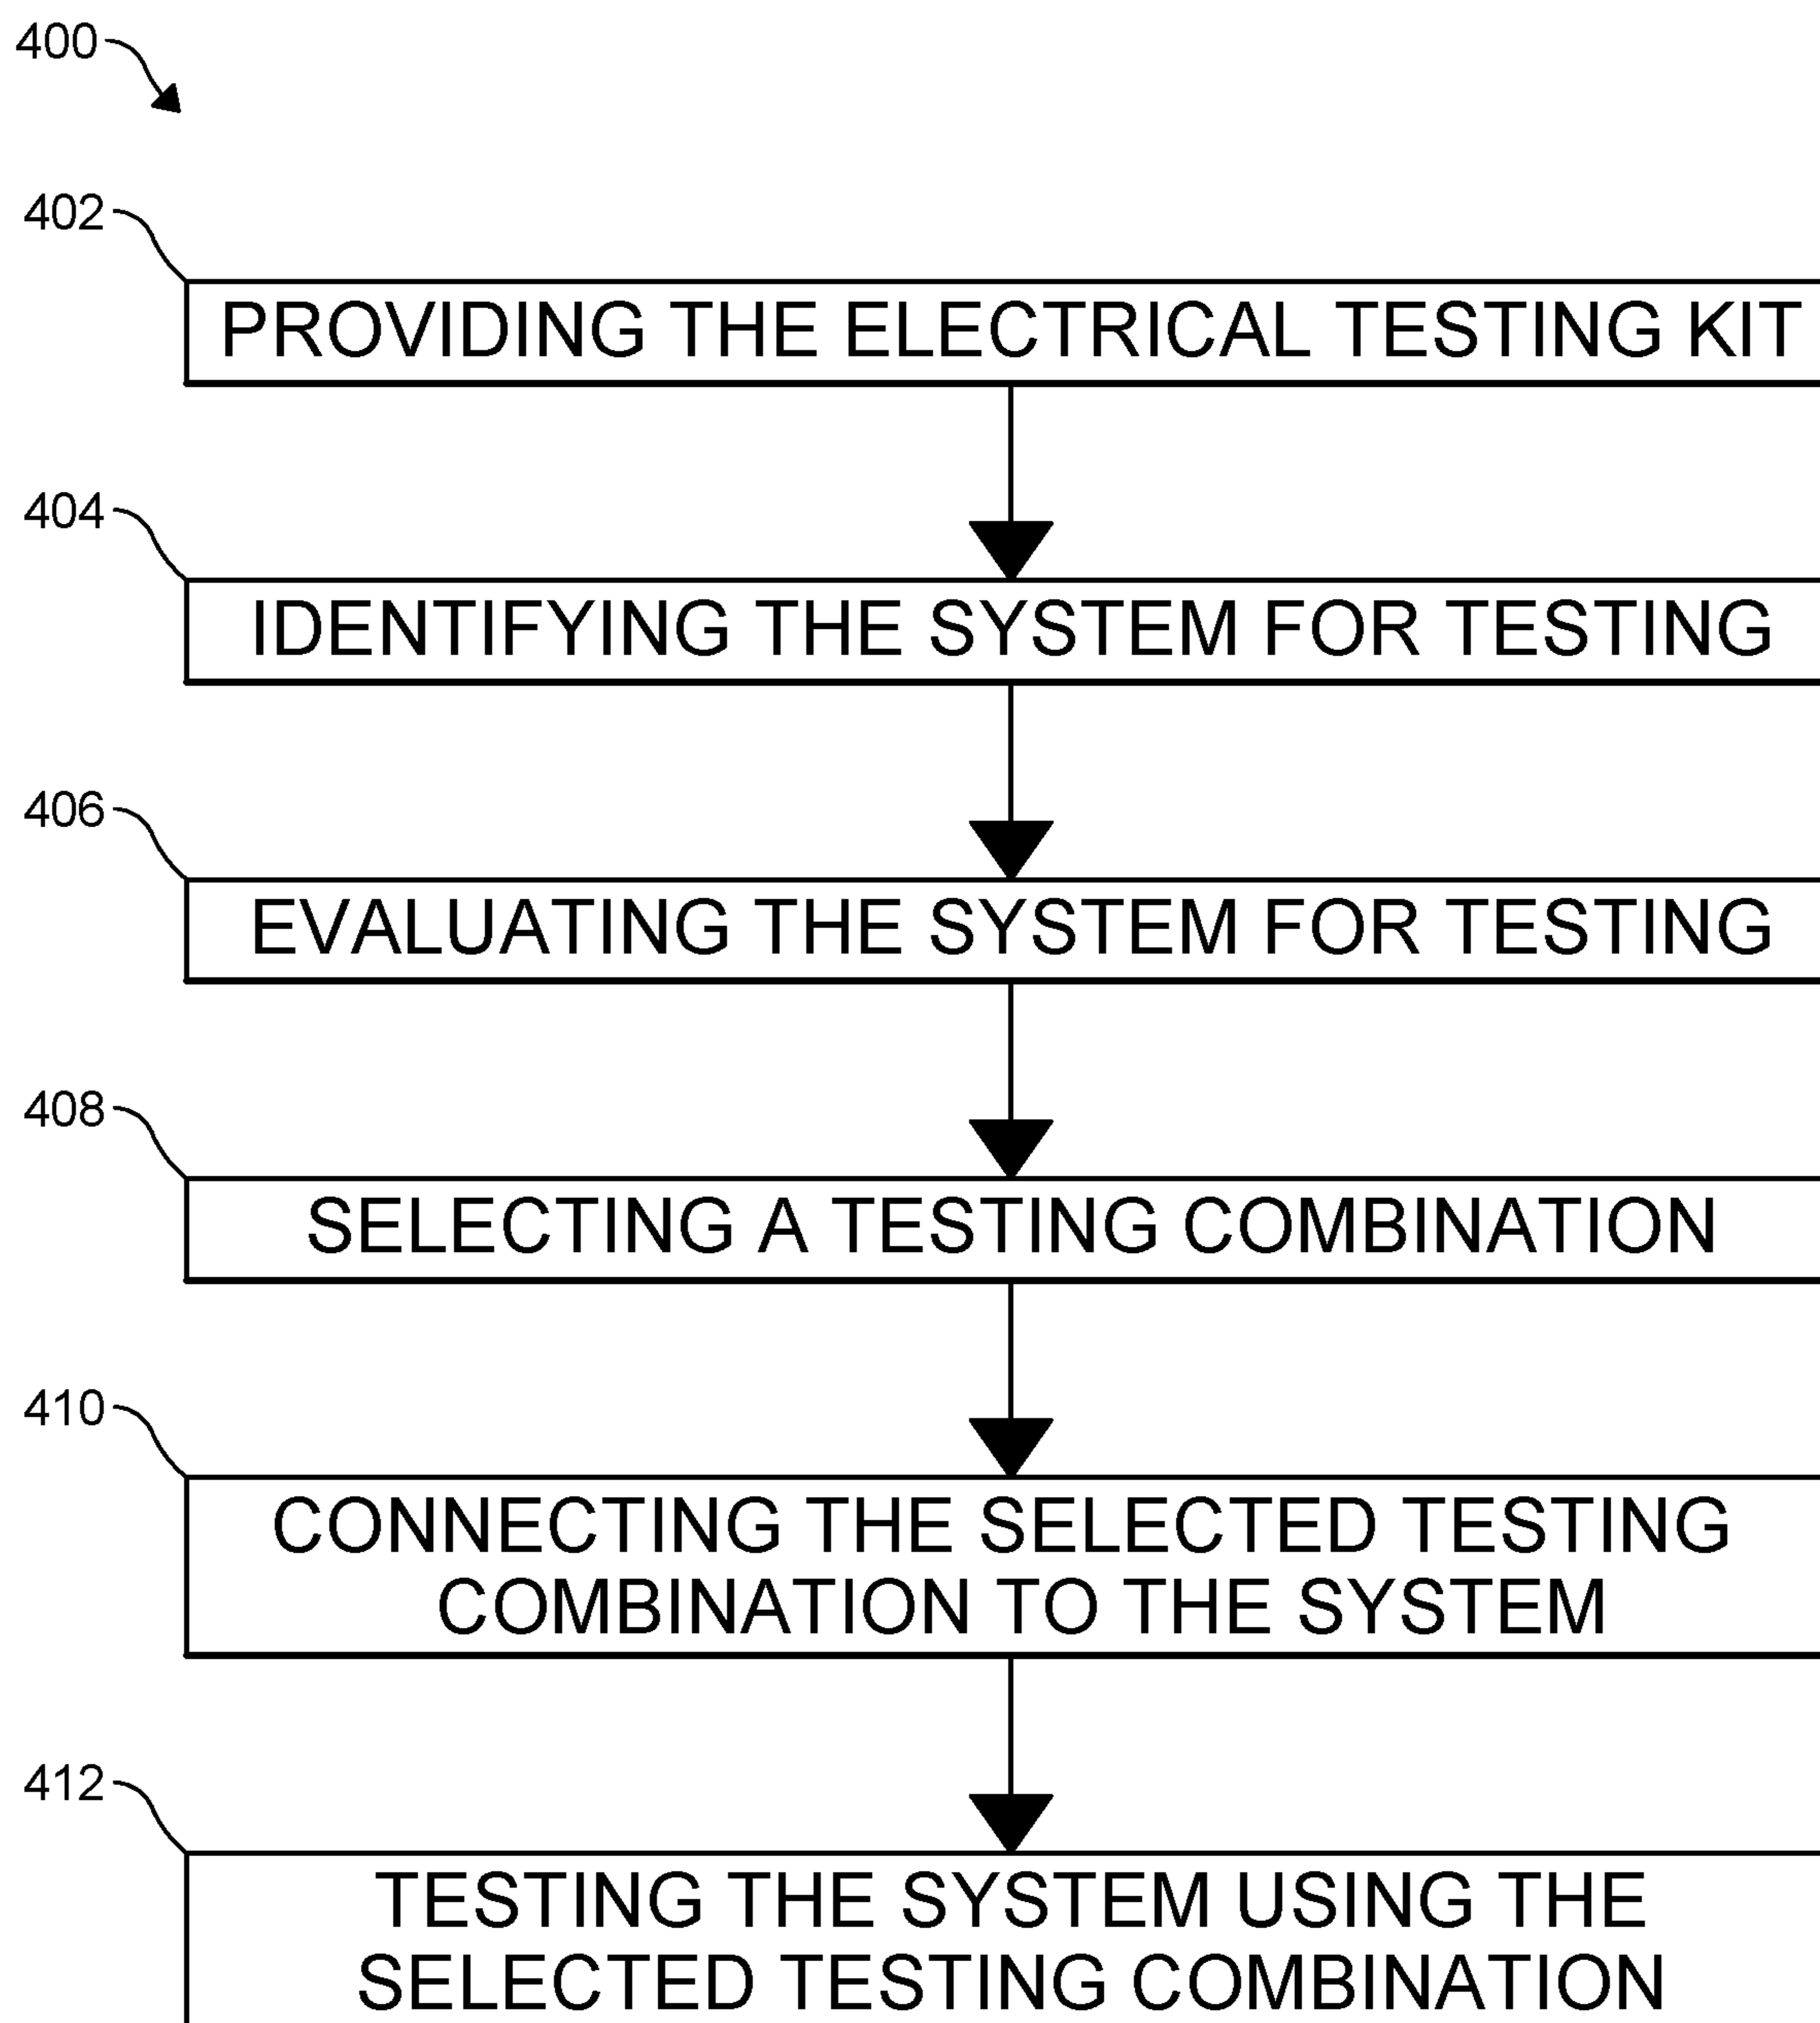 400
402
PROVIDING THE ELECTRICAL TESTING KIT
404
IDENTIFYING THE SYSTEM FOR TESTING
406
EVALUATING THE SYSTEM FOR TESTING
408
SELECTING A TESTING COMBINATION
410
CONNECTING THE SELECTED TESTING
COMBINATION TO THE SYSTEM
412
TESTING THE SYSTEM USING THE
SELECTED TESTING COMBINATION